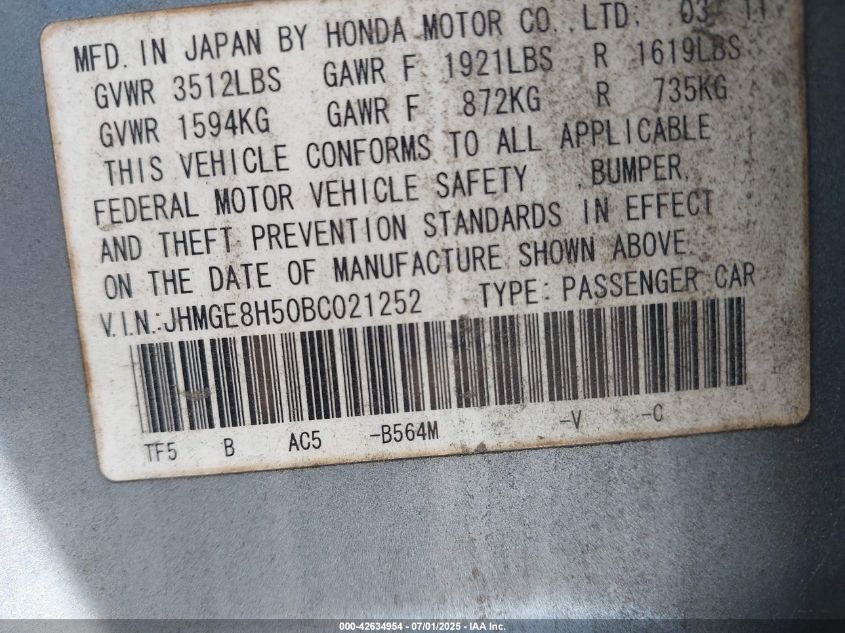 MFD. IN JAPAN BY HONDA MOTOR CO. ,LTD. 03 11
GVWR 3512LBS GAWR F 1921LBS R 1619LBS
GVWR 1594KG GAWR F 872KG R 735KG
THIS VEHICLE CONFORMS TO ALL APPLICABLE
FEDERAL MOTOR VEHICLE SAFETY ,BUMPER,
AND THEFT PREVENTION STANDARDS IN EFFECT
ON THE DATE OF MANUFACTURE SHOWN ABOVE.
V.I.N.:JHMGE8H50BC021252 TYPE: PASSENGER CAR
TF5 B AC5 -B564M -V -C
000-42634954 - 07/01/2025 - IAA Inc.